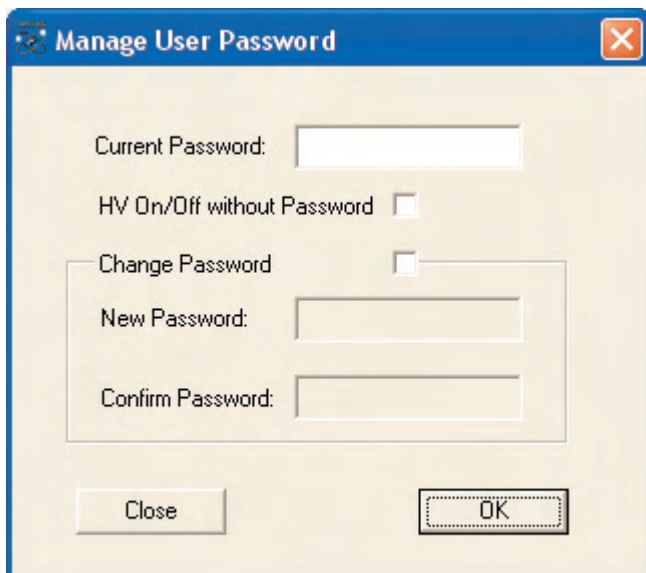 Manage User Password
Current Password:
HV On/Off without Password
Change Password
New Password:
Confirm Password:
Close
OK